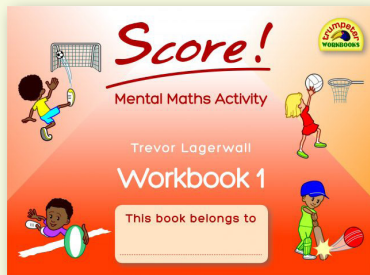 Score!
trumpeter
WORKBOOKS
Mental Maths Activity
Trevor Lagerwall
Workbook 1
This book belongs to